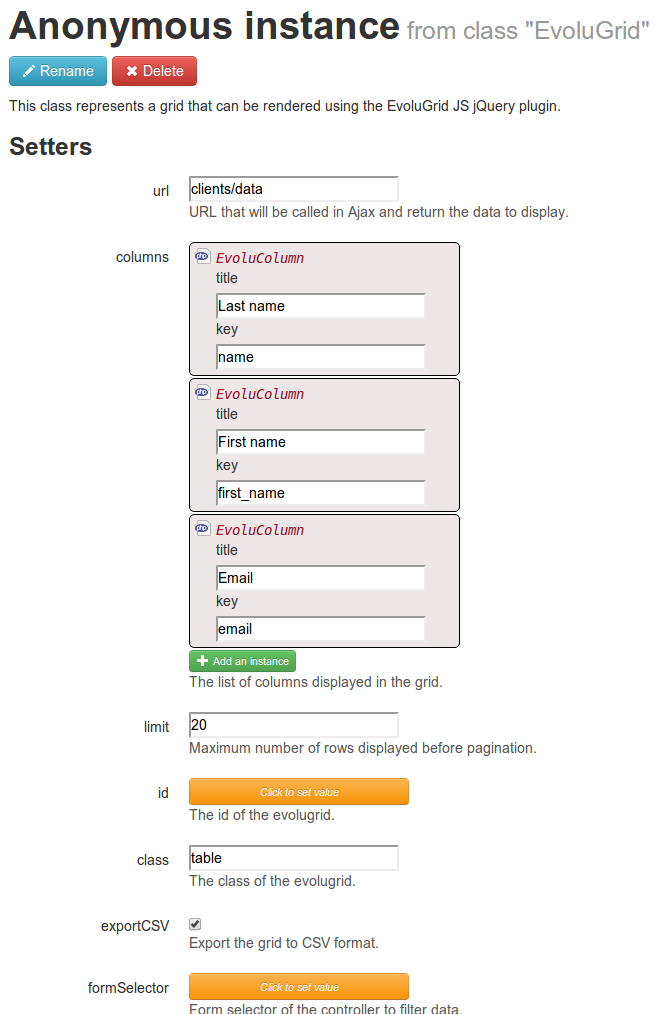 Anonymous instance from class "EvoluGrid"
Rename Delete
This class represents a grid that can be rendered using the EvoluGrid JS jQuery plugin.
Setters
url clients/data
URL that will be called in Ajax and return the data to display.
columns php EvoluColumn
title
Last name
key
name
php EvoluColumn
title
First name
key
first_name
php EvoluColumn
title
Email
key
email
Add an instance
The list of columns displayed in the grid.
limit 20
Maximum number of rows displayed before pagination.
id Click to set value
The id of the evolugrid.
class table
The class of the evolugrid.
exportCSV
Export the grid to CSV format.
formSelector Click to set value
Form selector of the controller to filter data.